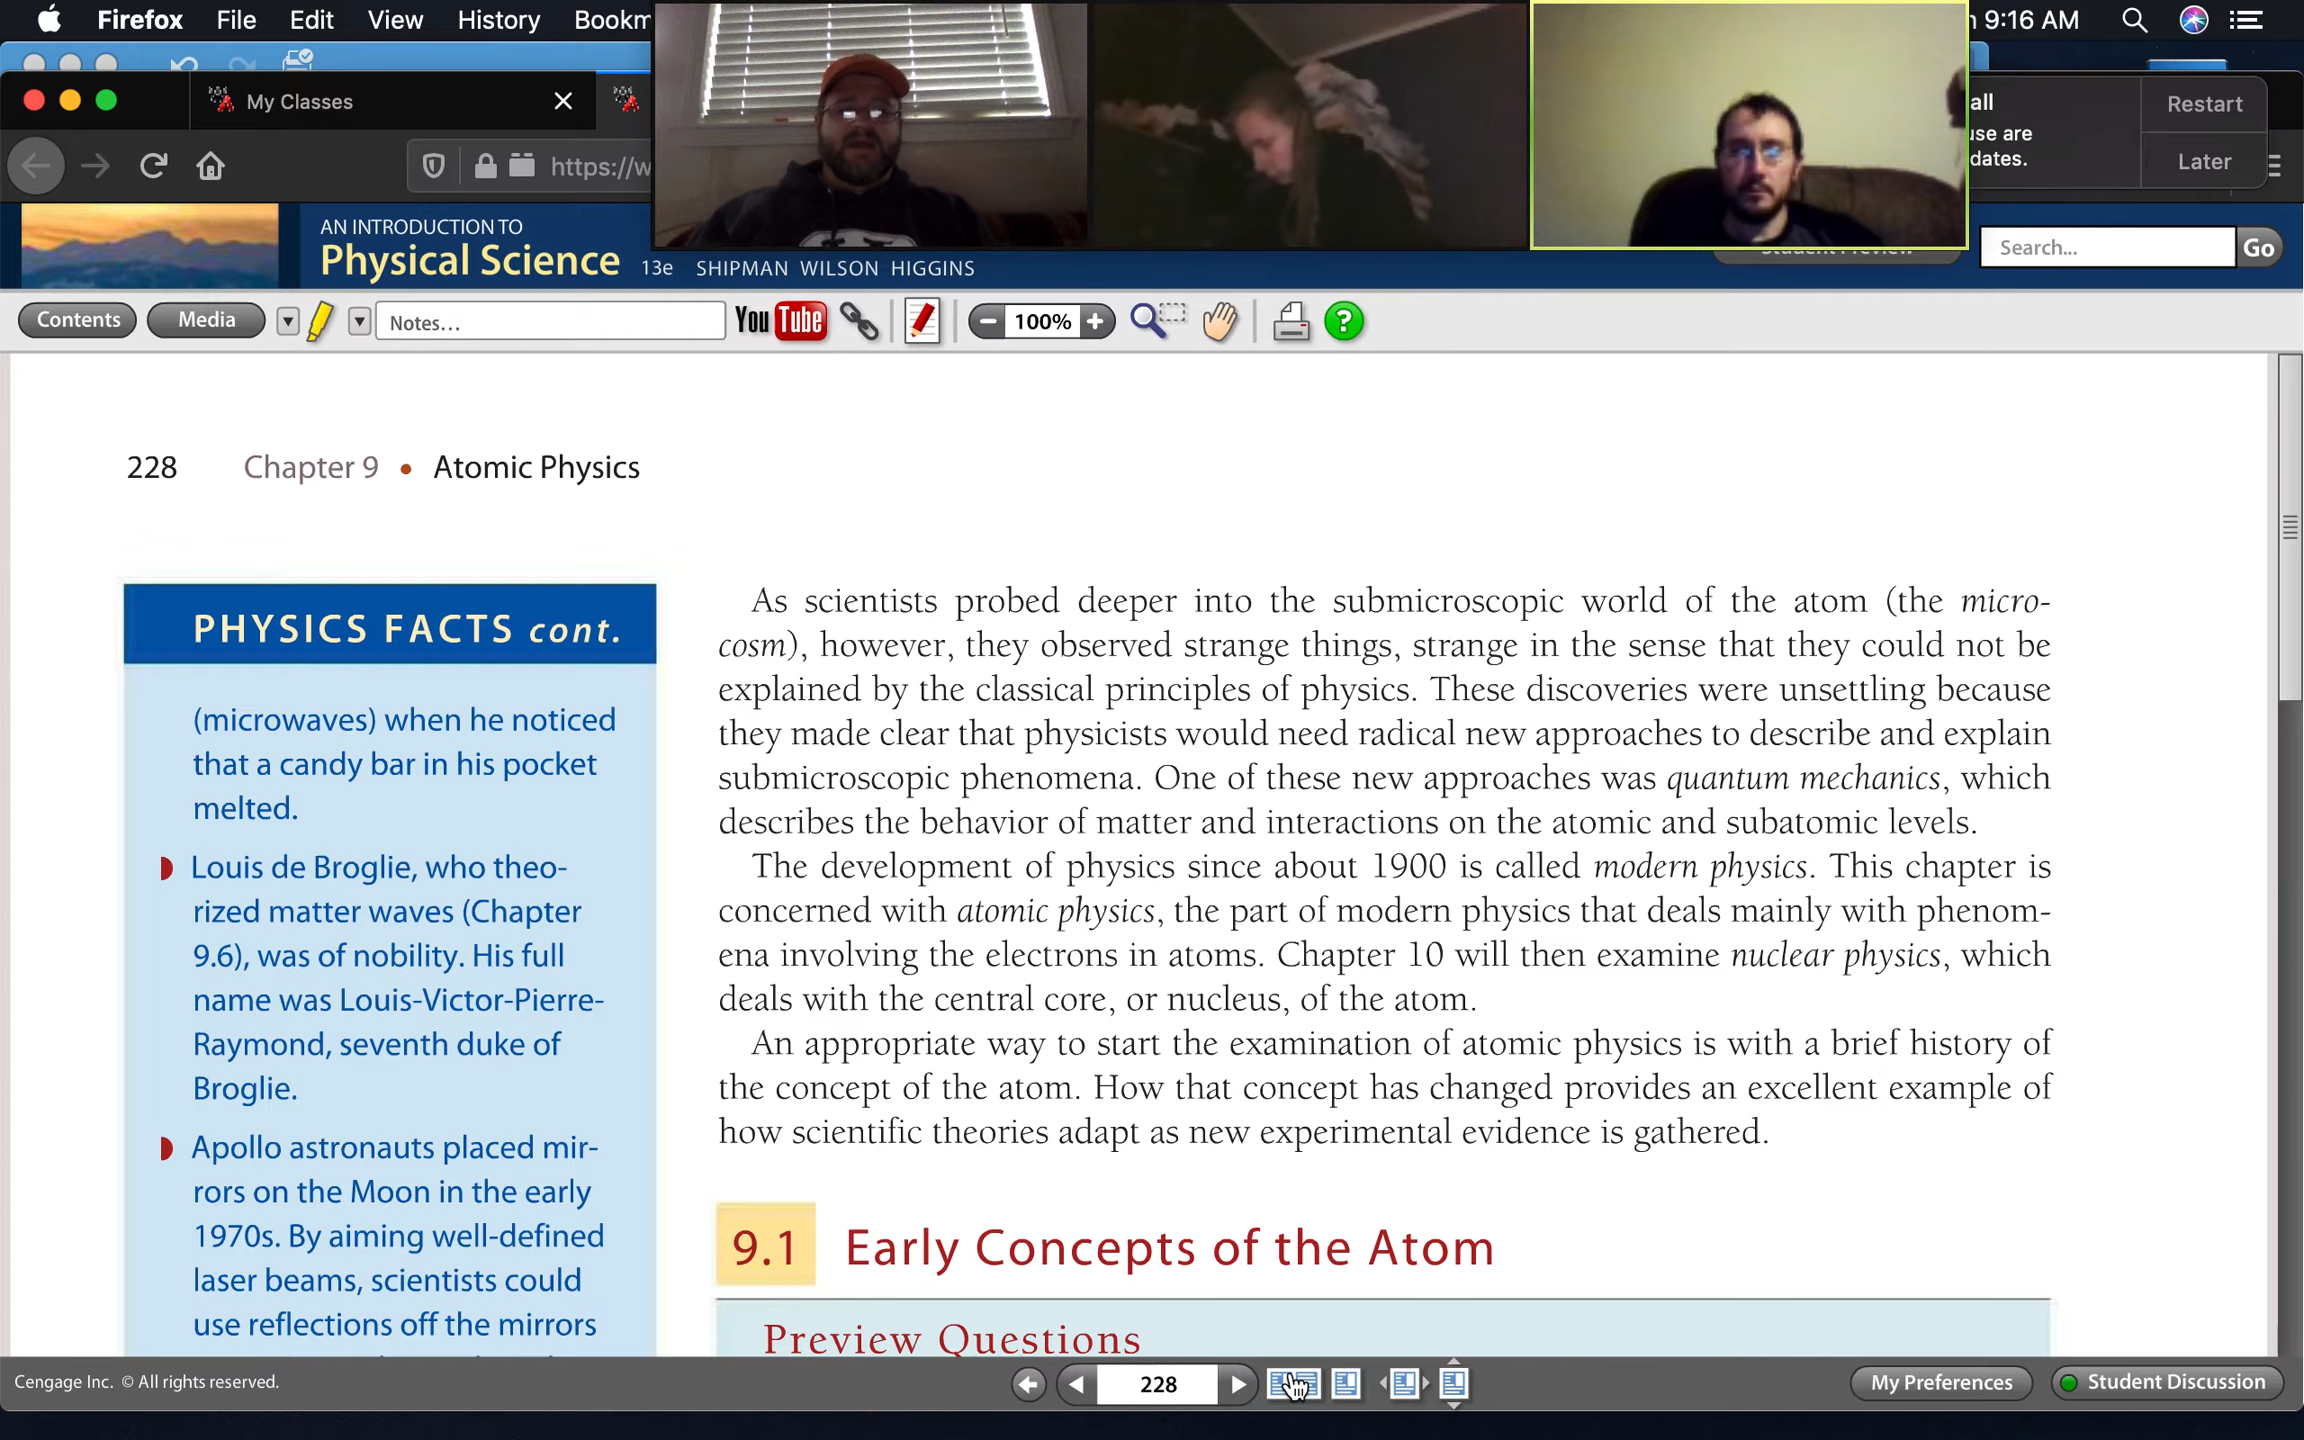 Firefox File Edit View History Bookm
9:16 AM
My Classes
all
use are
dates.
Restart
Later
https://w
AN INTRODUCTION TO
Physical Science 13e SHIPMAN WILSON HIGGINS
Student Preview
Search...
Go
Contents
Media
Notes...
You Tube
100%
?
228 Chapter 9 • Atomic Physics
PHYSICS FACTS cont.
(microwaves) when he noticed
that a candy bar in his pocket
melted.
Louis de Broglie, who theo-
rized matter waves (Chapter
9.6), was of nobility. His full
name was Louis-Victor-Pierre-
Raymond, seventh duke of
Broglie.
Apollo astronauts placed mir-
rors on the Moon in the early
1970s. By aiming well-defined
laser beams, scientists could
use reflections off the mirrors
As scientists probed deeper into the submicroscopic world of the atom (the micro-
cosm), however, they observed strange things, strange in the sense that they could not be
explained by the classical principles of physics. These discoveries were unsettling because
they made clear that physicists would need radical new approaches to describe and explain
submicroscopic phenomena. One of these new approaches was quantum mechanics, which
describes the behavior of matter and interactions on the atomic and subatomic levels.
The development of physics since about 1900 is called modern physics. This chapter is
concerned with atomic physics, the part of modern physics that deals mainly with phenom-
ena involving the electrons in atoms. Chapter 10 will then examine nuclear physics, which
deals with the central core, or nucleus, of the atom.
An appropriate way to start the examination of atomic physics is with a brief history of
the concept of the atom. How that concept has changed provides an excellent example of
how scientific theories adapt as new experimental evidence is gathered.
9.1 Early Concepts of the Atom
Preview Questions
Cengage Inc. © All rights reserved.
228
My Preferences
Student Discussion